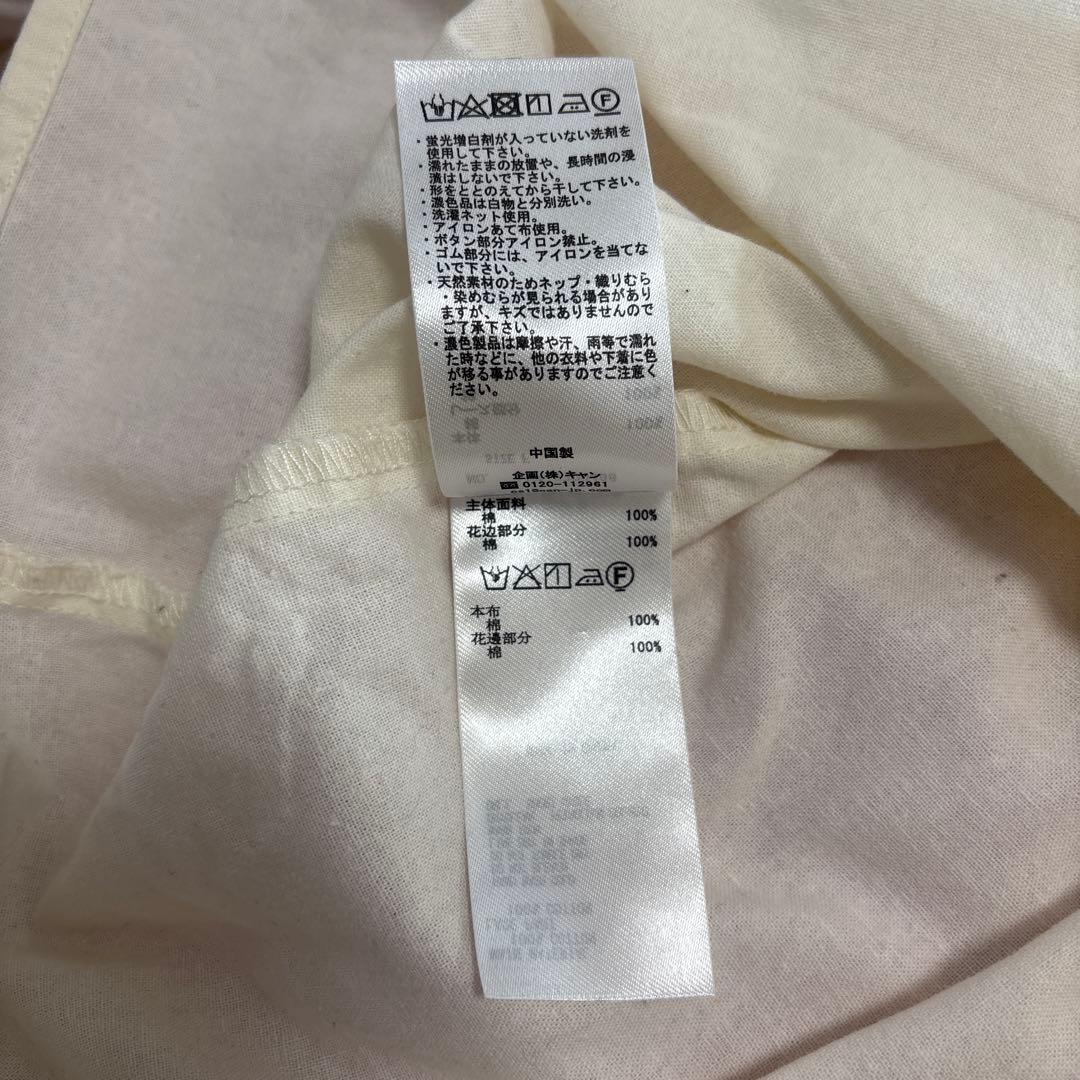 ・蛍光増白剤が入っていない洗剤を
使用して下さい。
・濡れたままの放置や、長時間の浸
漬はしないで下さい。
・形をととのえてから干して下さい。
・濃色品は白物と分別洗い。
・洗濯ネット使用。
・アイロンあて布使用。
・ボタン部分アイロン禁止。
・ゴム部分には、アイロンを当てな
いで下さい。
・天然素材のためネップ・織りむら
・染めむらが見られる場合があり
ますが、キズではありませんので
ご了承下さい。
・濃色製品は摩擦や汗、雨等で濡れ
た時などに、他の衣料や下着に色
が移る事がありますのでご注意く
ださい。
中国製
企画(株)キャン
0120-112961
主体面料
棉 100%
花边部分
棉 100%
F
本布
棉 100%
花邊部分
棉 100%